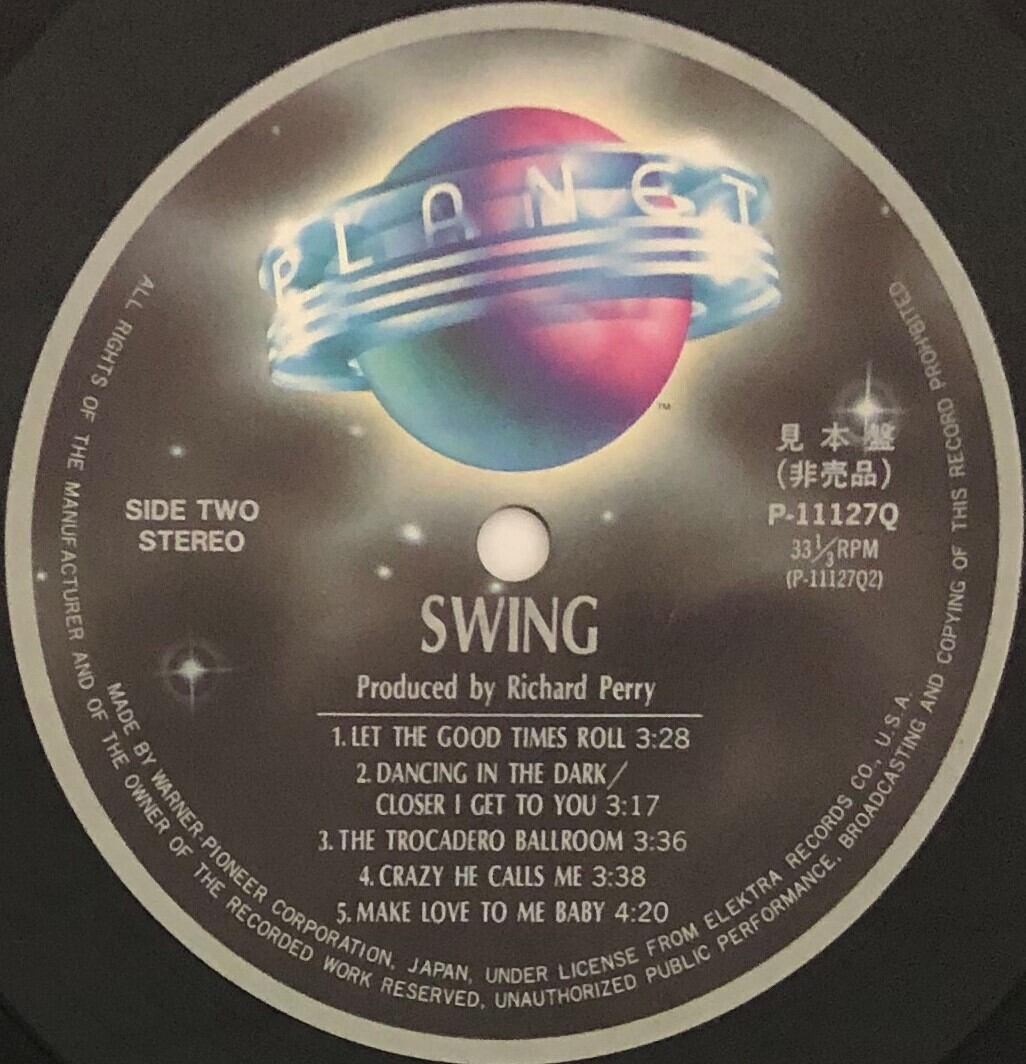 PLANET
TM
見本盤
(非売品)
P-11127Q
33 1/3 RPM
(P-11127Q2)
SIDE TWO
STEREO
SWING
Produced by Richard Perry
1. LET THE GOOD TIMES ROLL 3:28
2. DANCING IN THE DARK/
CLOSER I GET TO YOU 3:17
3. THE TROCADERO BALLROOM 3:36
4. CRAZY HE CALLS ME 3:38
5. MAKE LOVE TO ME BABY 4:20
MADE BY WARNER-PIONEER CORPORATION, JAPAN, UNDER LICENSE FROM ELEKTRA RECORDS CO., U.S.A.
ALL RIGHTS OF THE MANUFACTURER AND OF THE OWNER OF THE RECORDED WORK RESERVED, UNAUTHORIZED PUBLIC PERFORMANCE, BROADCASTING AND COPYING OF THIS RECORD PROHIBITED